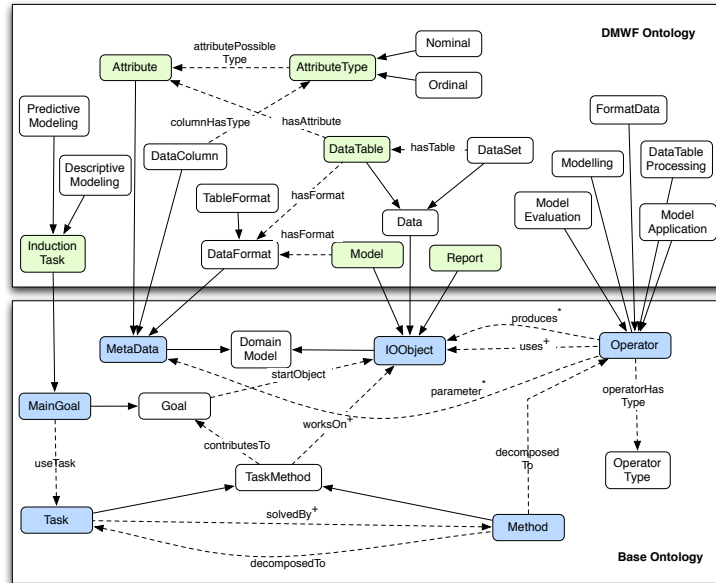 DMWF Ontology
Nominal
attributePossible
Type
Attribute
AttributeType
Ordinal
Predictive
Modeling
columnHasType
hasAttribute
FormatData
DataColumn
DataTable
hasTable
DataSet
DataTable
Processing
Modelling
Descriptive
Modeling
hasFormat
TableFormat
Data
Model
Evaluation
Model
Application
hasFormat
Induction
Task
DataFormat
Model
Report
produces*
MetaData
Domain
Model
IOObject
uses+
Operator
startObject
parameter*
operatorHas
Type
MainGoal
Goal
worksOn+
contributesTo
decomposed
To
useTask
TaskMethod
Operator
Type
Task
solvedBy+
Method
decomposedTo
Base Ontology